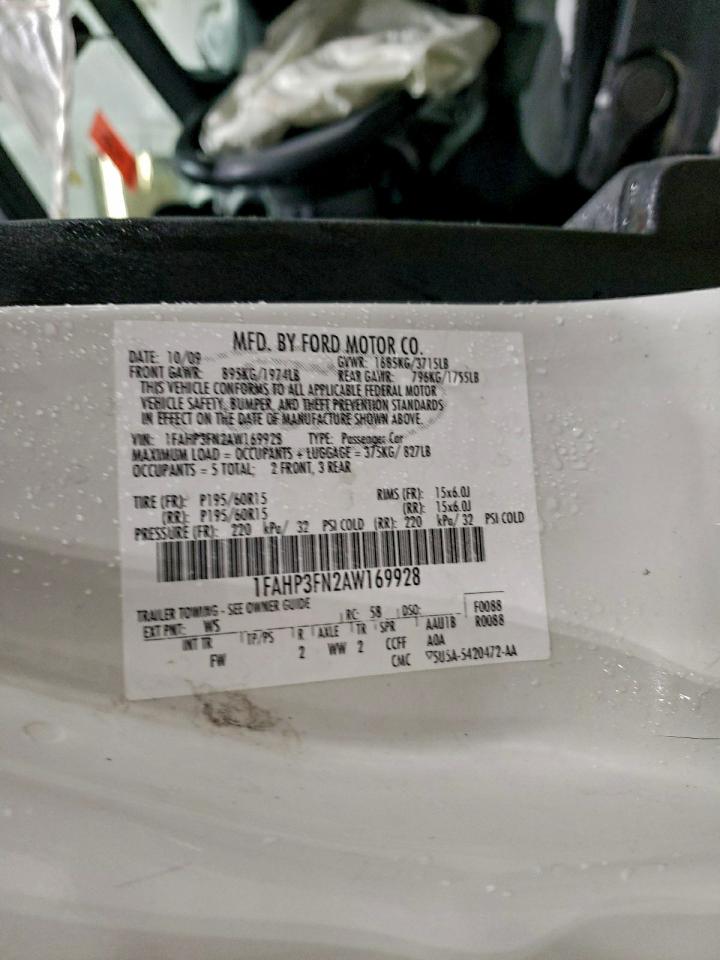 MFD. BY FORD MOTOR CO.
DATE: 10/09 GVWR: 1685KG/3715LB
FRONT GAWR: 895KG/1974LB REAR GAWR: 796KG/1755LB
THIS VEHICLE CONFORMS TO ALL APPLICABLE FEDERAL MOTOR
VEHICLE SAFETY, BUMPER, AND THEFT PREVENTION STANDARDS
IN EFFECT ON THE DATE OF MANUFACTURE SHOWN ABOVE.
VIN: 1FAHP3FN2AW169928 TYPE: Passenger Car
MAXIMUM LOAD = OCCUPANTS + LUGGAGE = 375KG/ 827LB
OCCUPANTS = 5 TOTAL; 2 FRONT, 3 REAR
TIRE (FR): P195/60R15 RIMS (FR): 15x6.0J
(RR): P195/60R15 (RR): 15x6.0J
PRESSURE (FR): 220 kPa/ 32 PSI COLD (RR): 220 kPa/ 32 PSI COLD
1FAHP3FN2AW169928
TRAILER TOWING - SEE OWNER GUIDE
EXT PNT: WS RC: 58 DSO: F0088
INT TR TP/PS R AXLE TR SPR AAU1B R0088
FW 2 WW 2 CCFF A0A
CMC ▽5U5A-5420472-AA